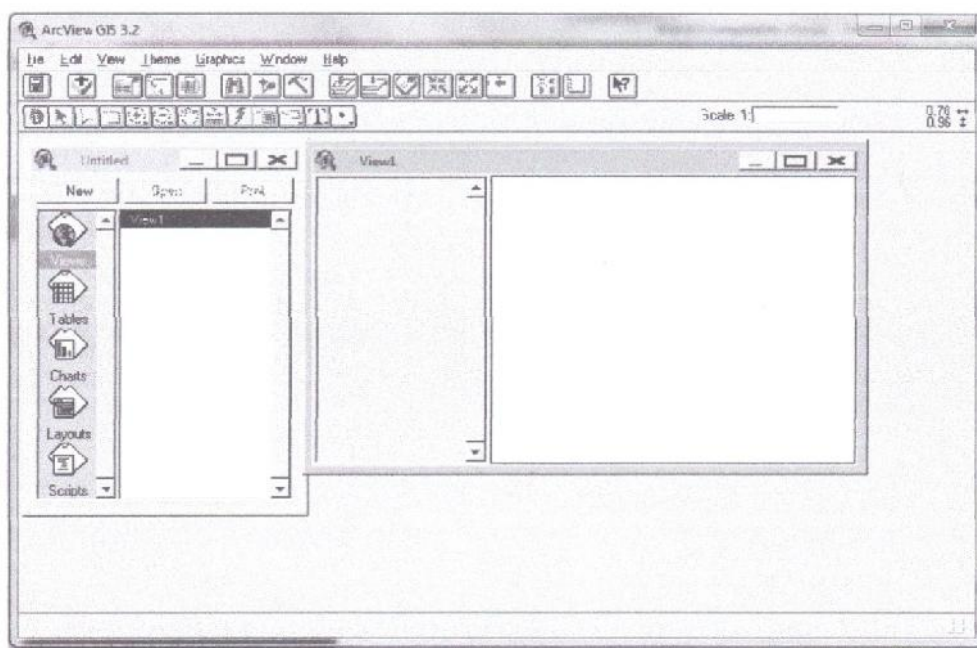 ArcView GIS 3.2
Edit View Theme Graphics Window Help
Scale 1:
0.78
0.96
Untitled
New Open Print
View1
Views
Tables
Charts
Layouts
Scripts
View1